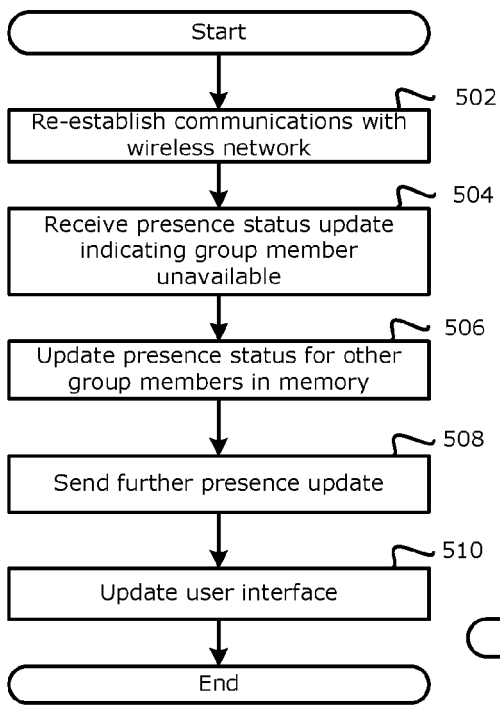 Start
502
Re-establish communications with
wireless network
504
Receive presence status update
indicating group member
unavailable
506
Update presence status for other
group members in memory
508
Send further presence update
510
Update user interface
End